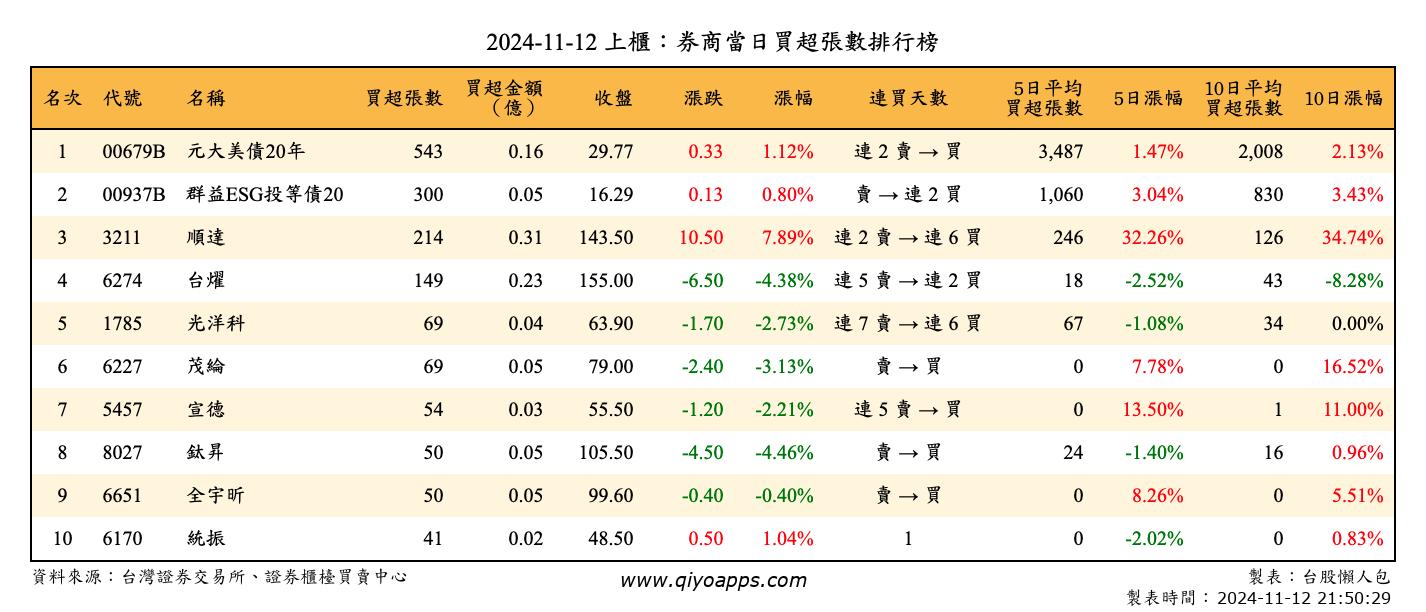 2024-11-12 上櫃：券商當日買超張數排行榜
名次 代號 名稱 買超張數 買超金額（億） 收盤 漲跌 漲幅 連買天數 5日平均買超張數 5日漲幅 10日平均買超張數 10日漲幅
1 00679B 元大美債20年 543 0.16 29.77 0.33 1.12% 連 2 賣 → 買 3,487 1.47% 2,008 2.13%
2 00937B 群益ESG投等債20 300 0.05 16.29 0.13 0.80% 賣 → 連 2 買 1,060 3.04% 830 3.43%
3 3211 順達 214 0.31 143.50 10.50 7.89% 連 2 賣 → 連 6 買 246 32.26% 126 34.74%
4 6274 台燿 149 0.23 155.00 -6.50 -4.38% 連 5 賣 → 連 2 買 18 -2.52% 43 -8.28%
5 1785 光洋科 69 0.04 63.90 -1.70 -2.73% 連 7 賣 → 連 6 買 67 -1.08% 34 0.00%
6 6227 茂綸 69 0.05 79.00 -2.40 -3.13% 賣 → 買 0 7.78% 0 16.52%
7 5457 宣德 54 0.03 55.50 -1.20 -2.21% 連 5 賣 → 買 0 13.50% 1 11.00%
8 8027 鈦昇 50 0.05 105.50 -4.50 -4.46% 賣 → 買 24 -1.40% 16 0.96%
9 6651 全宇昕 50 0.05 99.60 -0.40 -0.40% 賣 → 買 0 8.26% 0 5.51%
10 6170 統振 41 0.02 48.50 0.50 1.04% 1 0 -2.02% 0 0.83%
資料來源：台灣證券交易所、證券櫃檯買賣中心 www.qiyoapps.com 製表：台股懶人包
製表時間：2024-11-12 21:50:29